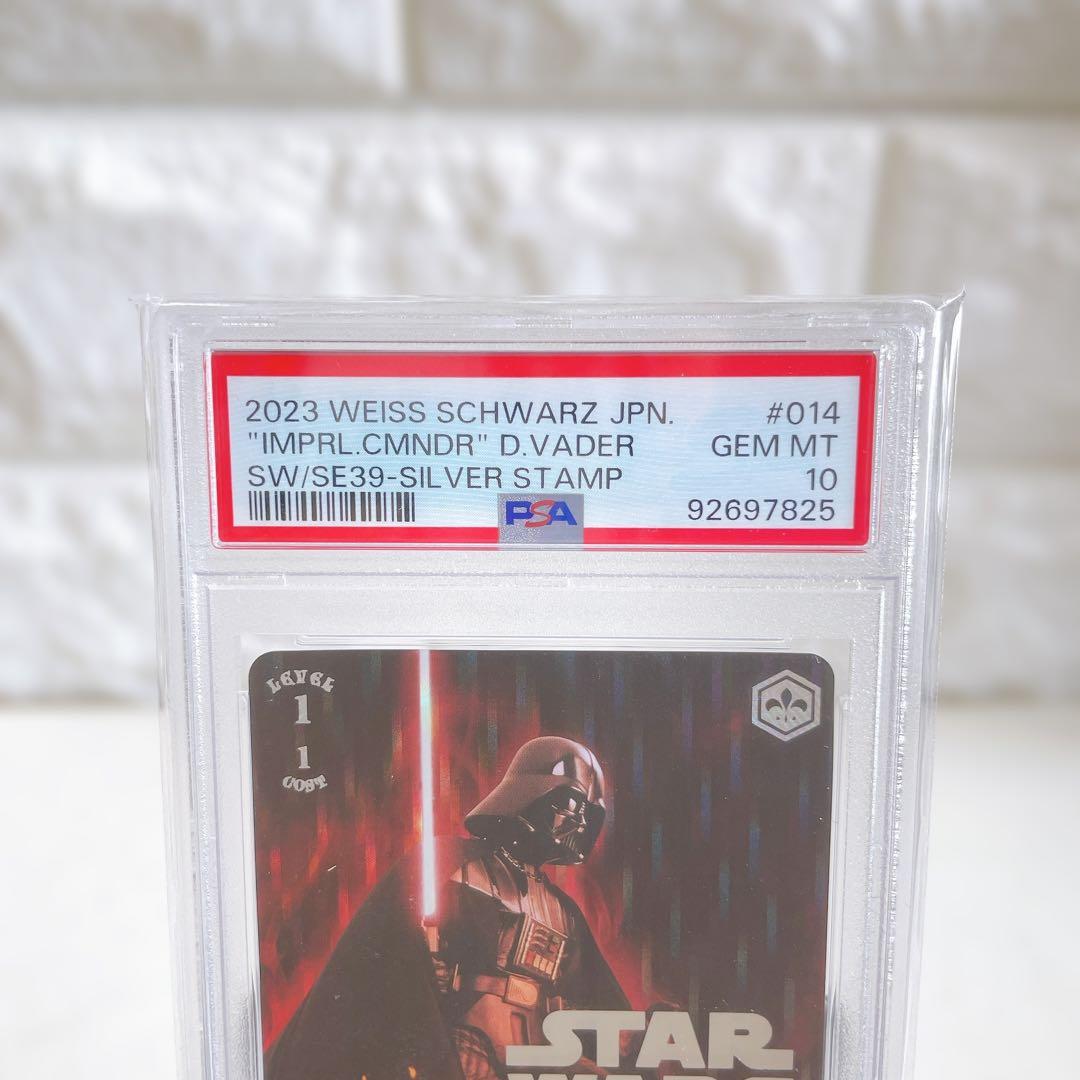 2023 WEISS SCHWARZ JPN. #014
"IMPRL.CMNDR" D.VADER GEM MT
SW/SE39-SILVER STAMP 10
PSA 92697825
LEVEL
1
1
COST
STAR
WARS